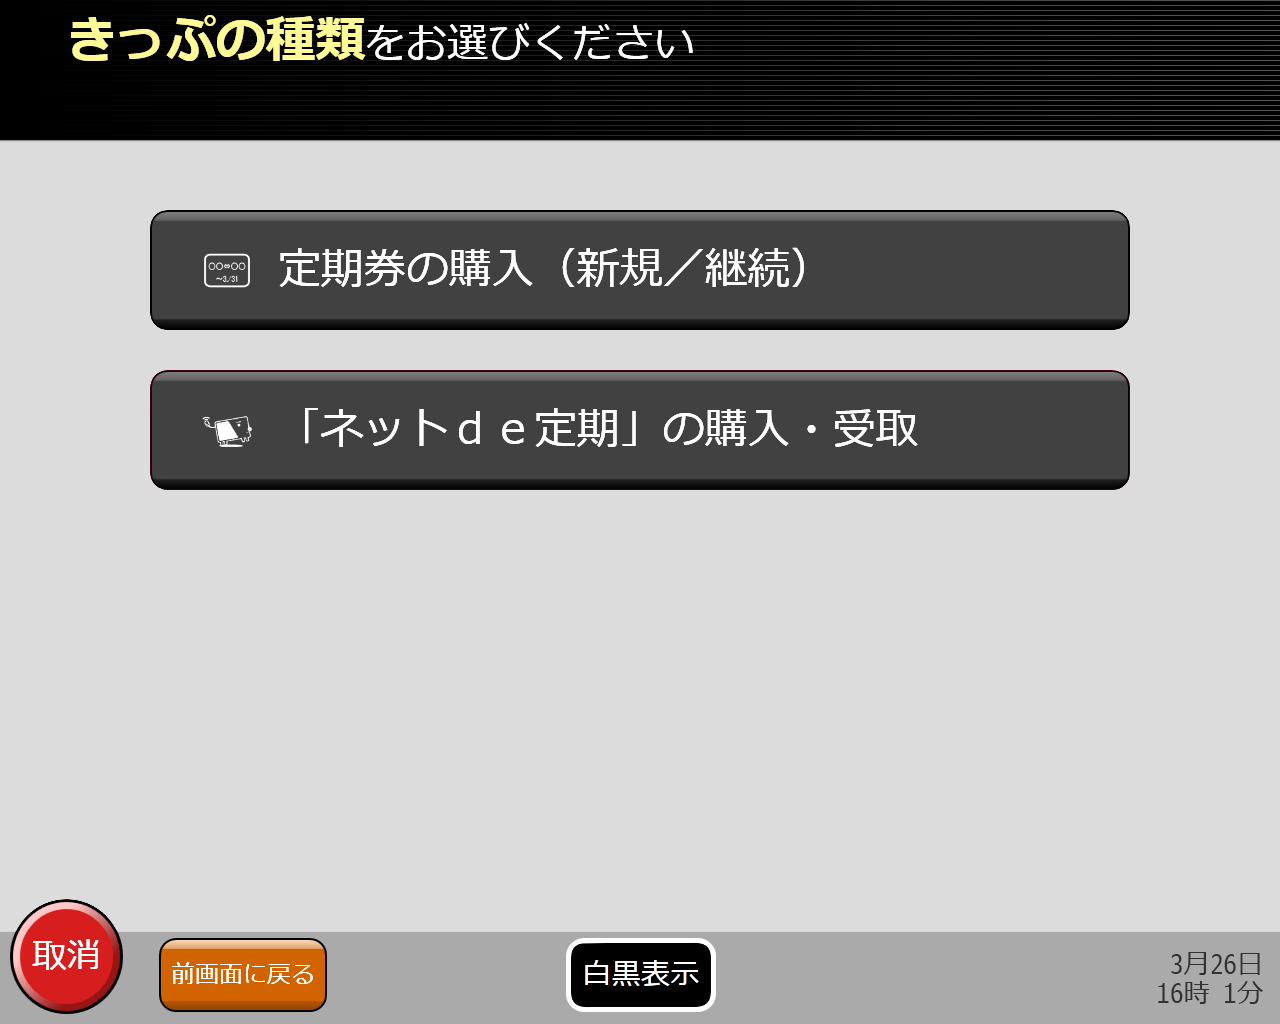 きっぷの種類をお選びください
○○⇔○○
～3/31
定期券の購入（新規／継続）
「ネットｄｅ定期」の購入・受取
取消
前画面に戻る
白黒表示
3月26日
16時 1分